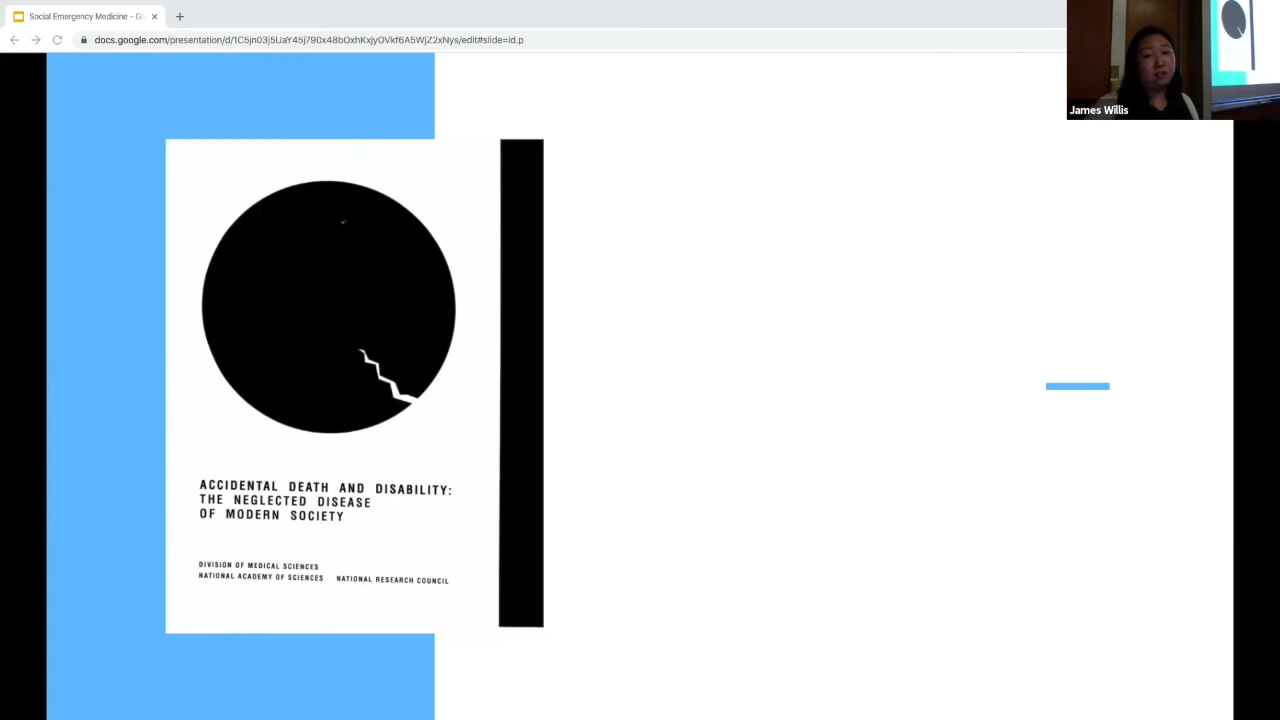 Social Emergency Medicine - Go
docs.google.com/presentation/d/1C5jn03j5UaY45j790x48bOxhKxjyOVkf6A5WjZ2xNys/edit#slide=id.p
James Willis
ACCIDENTAL DEATH AND DISABILITY:
THE NEGLECTED DISEASE
OF MODERN SOCIETY
DIVISION OF MEDICAL SCIENCES
NATIONAL ACADEMY OF SCIENCES NATIONAL RESEARCH COUNCIL